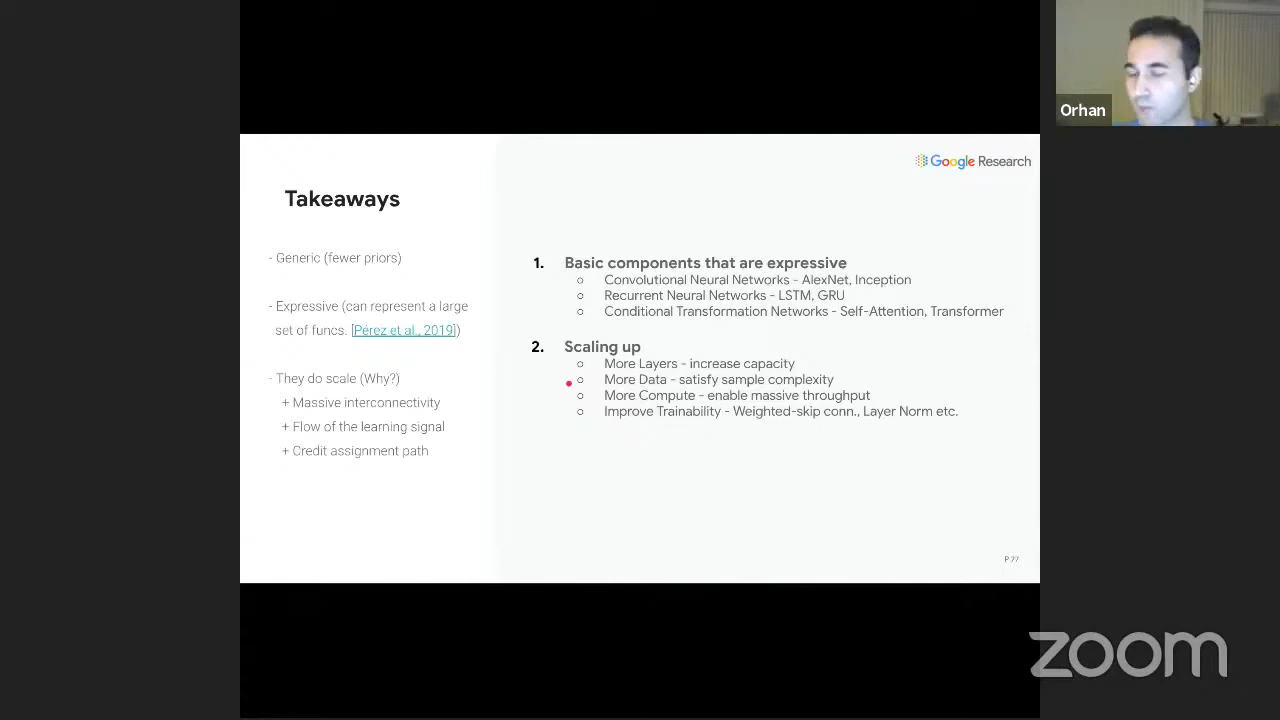 Orhan
Google Research
Takeaways
- Generic (fewer priors)
- Expressive (can represent a large
set of funcs. [Pérez et al., 2019])
- They do scale (Why?)
+ Massive interconnectivity
+ Flow of the learning signal
+ Credit assignment path
1. Basic components that are expressive
○ Convolutional Neural Networks - AlexNet, Inception
○ Recurrent Neural Networks - LSTM, GRU
○ Conditional Transformation Networks - Self-Attention, Transformer
2. Scaling up
○ More Layers - increase capacity
○ More Data - satisfy sample complexity
○ More Compute - enable massive throughput
○ Improve Trainability - Weighted-skip conn., Layer Norm etc.
P 77
zoom